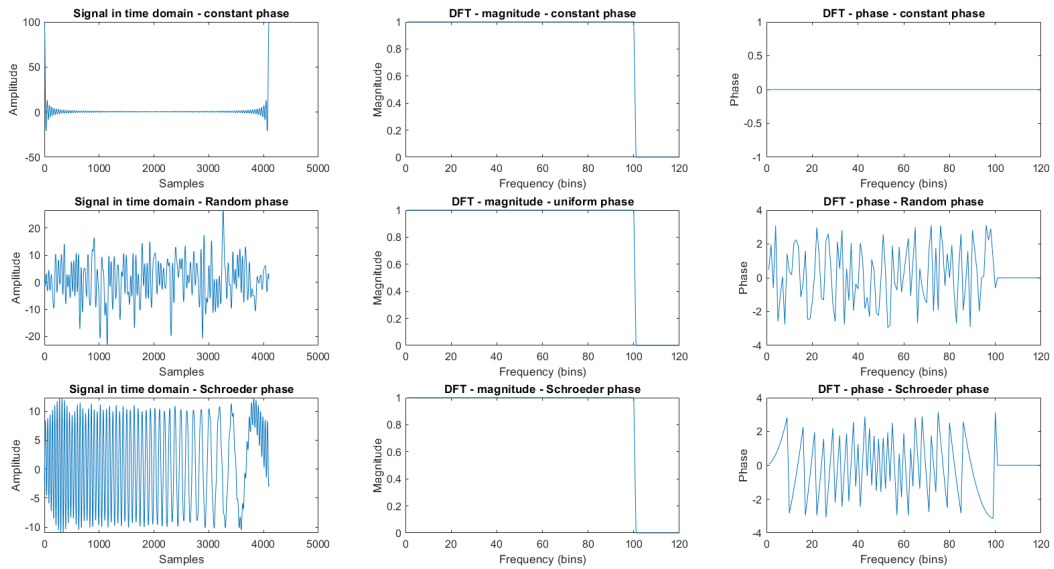 Signal in time domain - constant phase
100
50
0
-50
Amplitude
0 1000 2000 3000 4000 5000
Samples
DFT - magnitude - constant phase
1
0.8
0.6
0.4
0.2
0
Magnitude
0 20 40 60 80 100 120
Frequency (bins)
DFT - phase - constant phase
1
0.5
0
-0.5
-1
Phase
0 20 40 60 80 100 120
Frequency (bins)
Signal in time domain - Random phase
20
10
0
-10
-20
Amplitude
0 1000 2000 3000 4000 5000
Samples
DFT - magnitude - uniform phase
1
0.8
0.6
0.4
0.2
0
Magnitude
0 20 40 60 80 100 120
Frequency (bins)
DFT - phase - Random phase
4
2
0
-2
-4
Phase
0 20 40 60 80 100 120
Frequency (bins)
Signal in time domain - Schroeder phase
10
5
0
-5
-10
Amplitude
0 1000 2000 3000 4000 5000
Samples
DFT - magnitude - Schroeder phase
1
0.8
0.6
0.4
0.2
0
Magnitude
0 20 40 60 80 100 120
Frequency (bins)
DFT - phase - Schroeder phase
4
2
0
-2
-4
Phase
0 20 40 60 80 100 120
Frequency (bins)